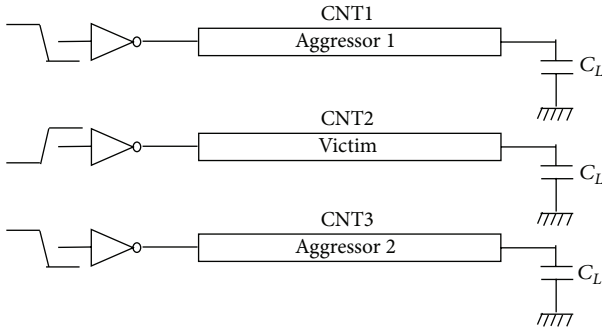 CNT1
Aggressor 1
C_L
CNT2
Victim
C_L
CNT3
Aggressor 2
C_L